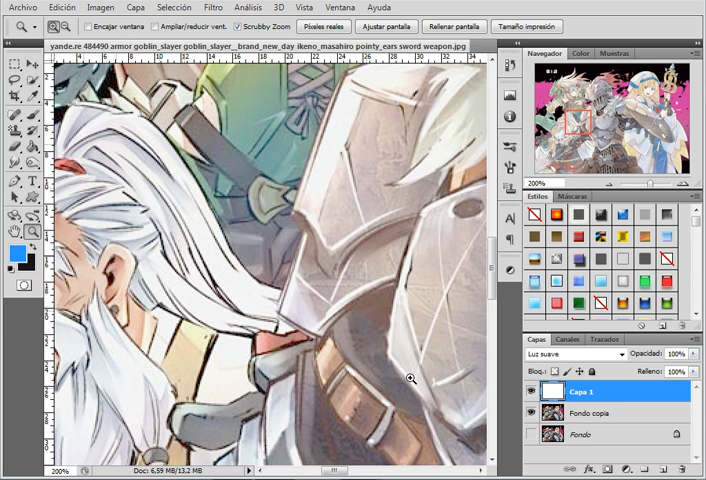 Archivo Edición Imagen Capa Selección Filtro Análisis 3D Vista Ventana Ayuda
Encajar ventana Ampliar/reducir vent. Scrubby Zoom Píxeles reales Ajustar pantalla Rellenar pantalla Tamaño impresión
yande.re 484490 armor goblin_slayer goblin_slayer__brand_new_day ikeno_masahiro pointy_ears sword weapon.jpg
Navegador Color Muestras
200%
Estilos Máscaras
Capas Canales Trazados
Luz suave Opacidad: 100%
Bloq.: Relleno: 100%
Capa 1
Fondo copia
Fondo
200% Doc: 6,59 MB/13,2 MB